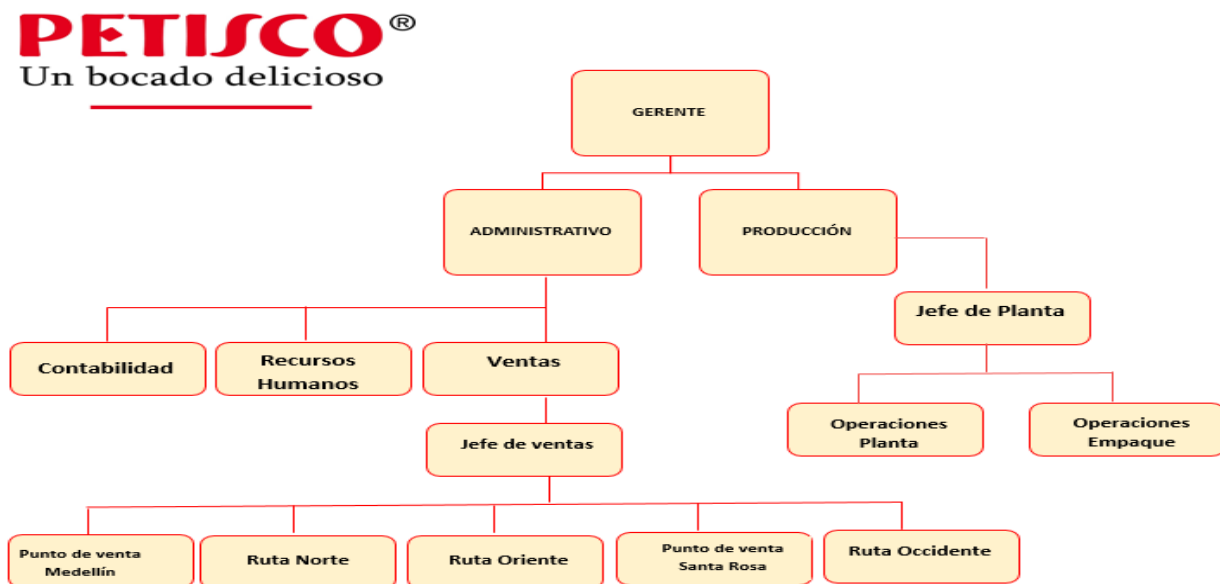 PETISCO®
Un bocado delicioso
GERENTE
ADMINISTRATIVO
PRODUCCIÓN
Jefe de Planta
Contabilidad
Recursos
Humanos
Ventas
Operaciones
Planta
Operaciones
Empaque
Jefe de ventas
Punto de venta
Medellín
Ruta Norte
Ruta Oriente
Punto de venta
Santa Rosa
Ruta Occidente